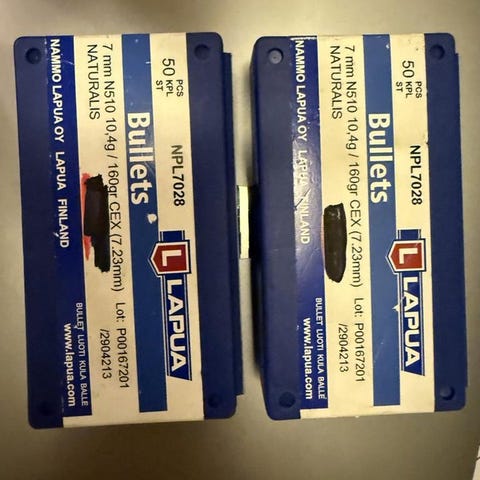 50 PCS
KPL
ST
NPL7028
L LAPUA
Bullets
7 mm N510 10,4g / 160gr CEX (7.23mm) Lot: P00167201
NATURALIS
/2904213
NAMMO LAPUA OY LAPUA FINLAND
BULLET LUOTI KULA BALLE
www.lapua.com
50 PCS
KPL
ST
NPL7028
L LAPUA
Bullets
7 mm N510 10,4g / 160gr CEX (7.23mm) Lot: P00167201
NATURALIS
/2904213
NAMMO LAPUA OY LAPUA FINLAND
BULLET LUOTI KULA BALLE
www.lapua.com